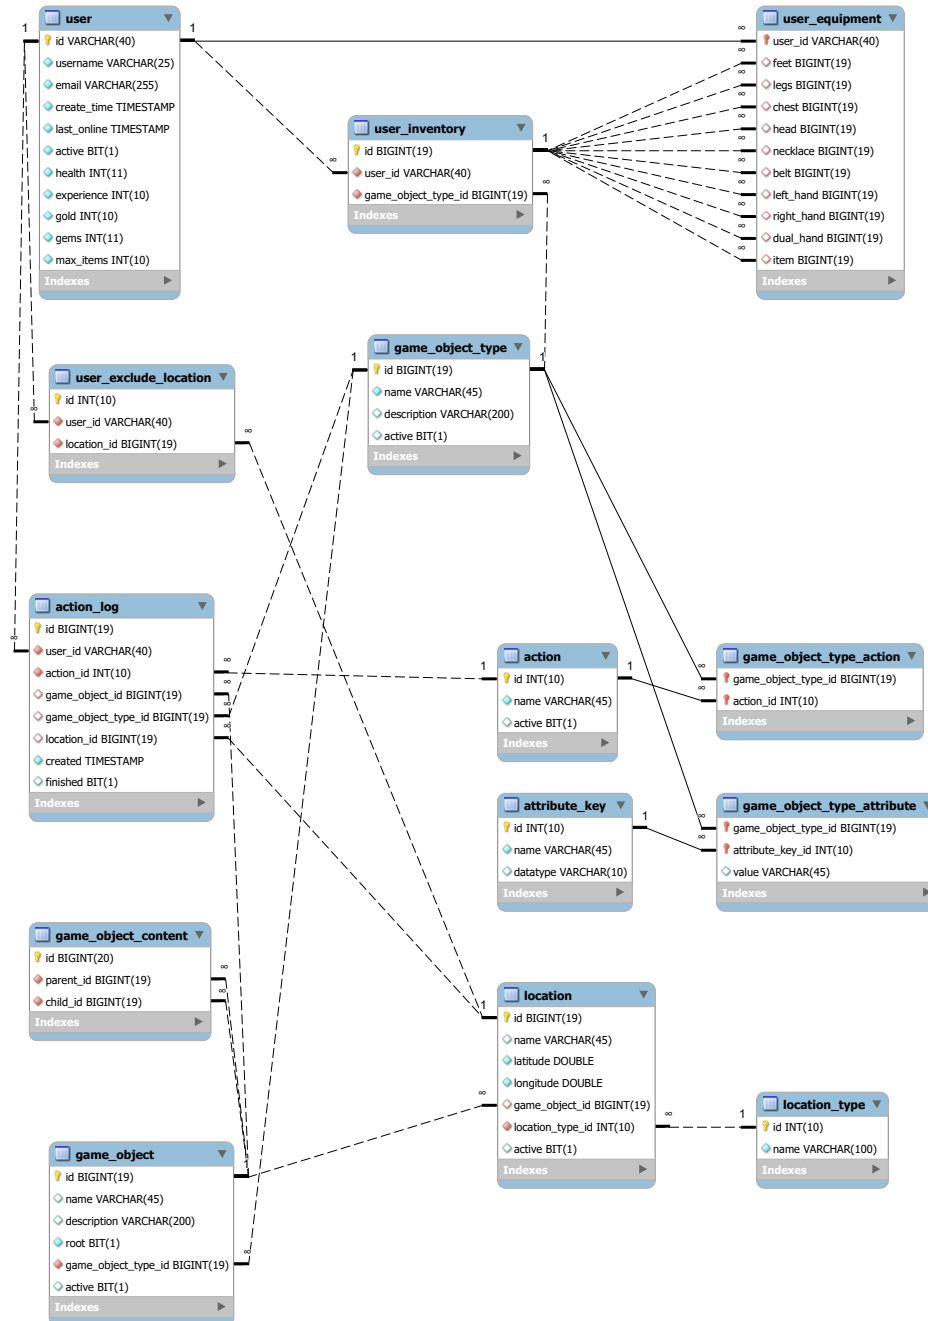 user
id VARCHAR(40)
username VARCHAR(25)
email VARCHAR(255)
create_time TIMESTAMP
last_online TIMESTAMP
active BIT(1)
health INT(11)
experience INT(10)
gold INT(10)
gems INT(11)
max_items INT(10)
Indexes
1
1
user_inventory
id BIGINT(19)
user_id VARCHAR(40)
game_object_type_id BIGINT(19)
Indexes
∞
1
∞
user_equipment
user_id VARCHAR(40)
feet BIGINT(19)
legs BIGINT(19)
chest BIGINT(19)
head BIGINT(19)
necklace BIGINT(19)
belt BIGINT(19)
left_hand BIGINT(19)
right_hand BIGINT(19)
dual_hand BIGINT(19)
item BIGINT(19)
Indexes
∞
∞
∞
∞
∞
∞
∞
∞
∞
∞
∞
user_exclude_location
id INT(10)
user_id VARCHAR(40)
location_id BIGINT(19)
Indexes
∞
∞
game_object_type
id BIGINT(19)
name VARCHAR(45)
description VARCHAR(200)
active BIT(1)
Indexes
1
1
action_log
id BIGINT(19)
user_id VARCHAR(40)
action_id INT(10)
game_object_id BIGINT(19)
game_object_type_id BIGINT(19)
location_id BIGINT(19)
created TIMESTAMP
finished BIT(1)
Indexes
∞
∞
∞
∞
∞
action
id INT(10)
name VARCHAR(45)
active BIT(1)
Indexes
1
1
game_object_type_action
game_object_type_id BIGINT(19)
action_id INT(10)
Indexes
∞
∞
attribute_key
id INT(10)
name VARCHAR(45)
datatype VARCHAR(10)
Indexes
1
game_object_type_attribute
game_object_type_id BIGINT(19)
attribute_key_id INT(10)
value VARCHAR(45)
Indexes
∞
∞
game_object_content
id BIGINT(20)
parent_id BIGINT(19)
child_id BIGINT(19)
Indexes
∞
∞
location
id BIGINT(19)
name VARCHAR(45)
latitude DOUBLE
longitude DOUBLE
game_object_id BIGINT(19)
location_type_id INT(10)
active BIT(1)
Indexes
1
∞
∞
location_type
id INT(10)
name VARCHAR(100)
Indexes
1
game_object
id BIGINT(19)
name VARCHAR(45)
description VARCHAR(200)
root BIT(1)
game_object_type_id BIGINT(19)
active BIT(1)
Indexes
1
∞